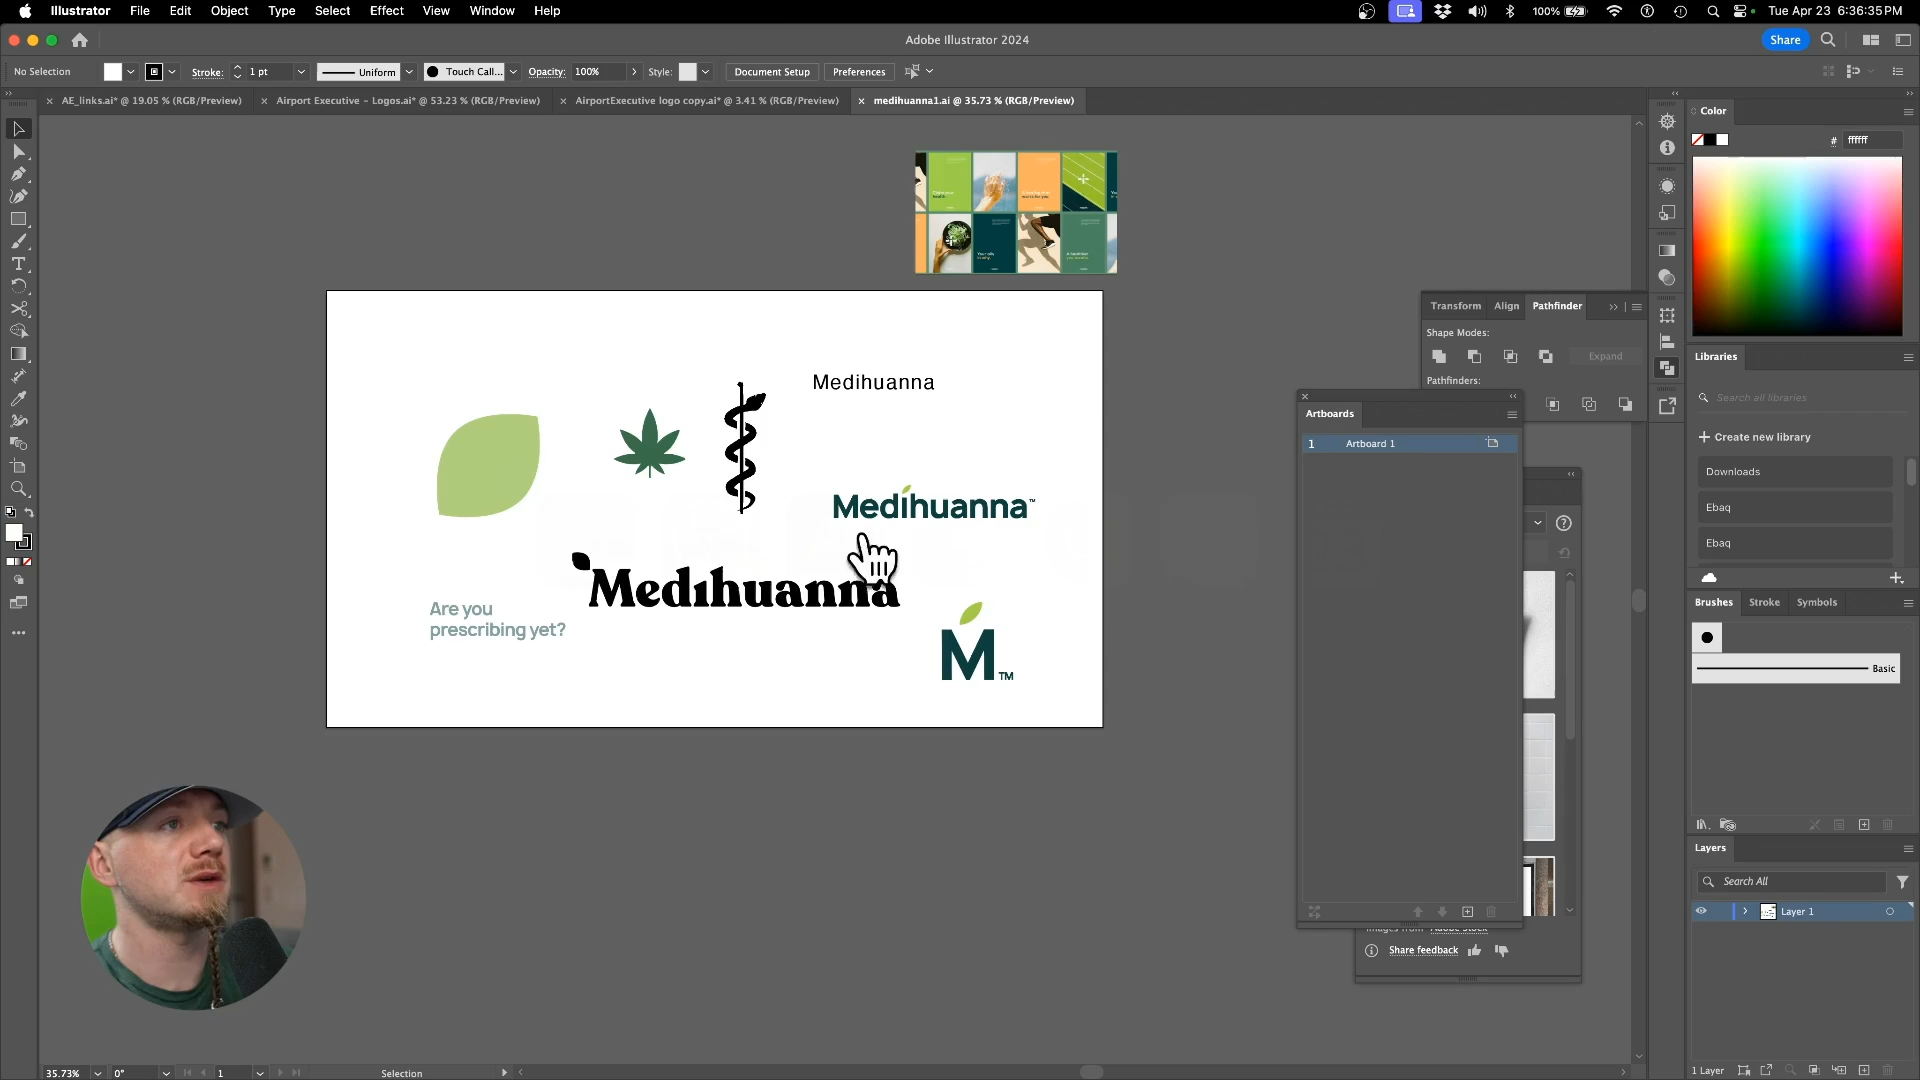 Illustrator File Edit Object Type Select Effect View Window Help
100% Tue Apr 23 6:36:35 PM
Adobe Illustrator 2024
Share
No Selection Stroke: 1 pt Uniform Touch Call... Opacity: 100% Style: Document Setup Preferences
AE_links.ai* @ 19.05 % (RGB/Preview) Airport Executive - Logos.ai* @ 53.23 % (RGB/Preview) AirportExecutive logo copy.ai* @ 3.41 % (RGB/Preview) medihuanna1.ai @ 35.73 % (RGB/Preview)
Color
# ffffff
Medihuanna
Medihuanna™
Medihuanna
Are you
prescribing yet?
M™
Transform Align Pathfinder
Shape Modes:
Expand
Pathfinders:
Artboards
1 Artboard 1
Images from Adobe Stock
Share feedback
Libraries
Search all libraries
Create new library
Downloads
Ebaq
Ebaq
Brushes Stroke Symbols
Basic
Layers
Search All
Layer 1
1 Layer
35.73% 0° 1 Selection